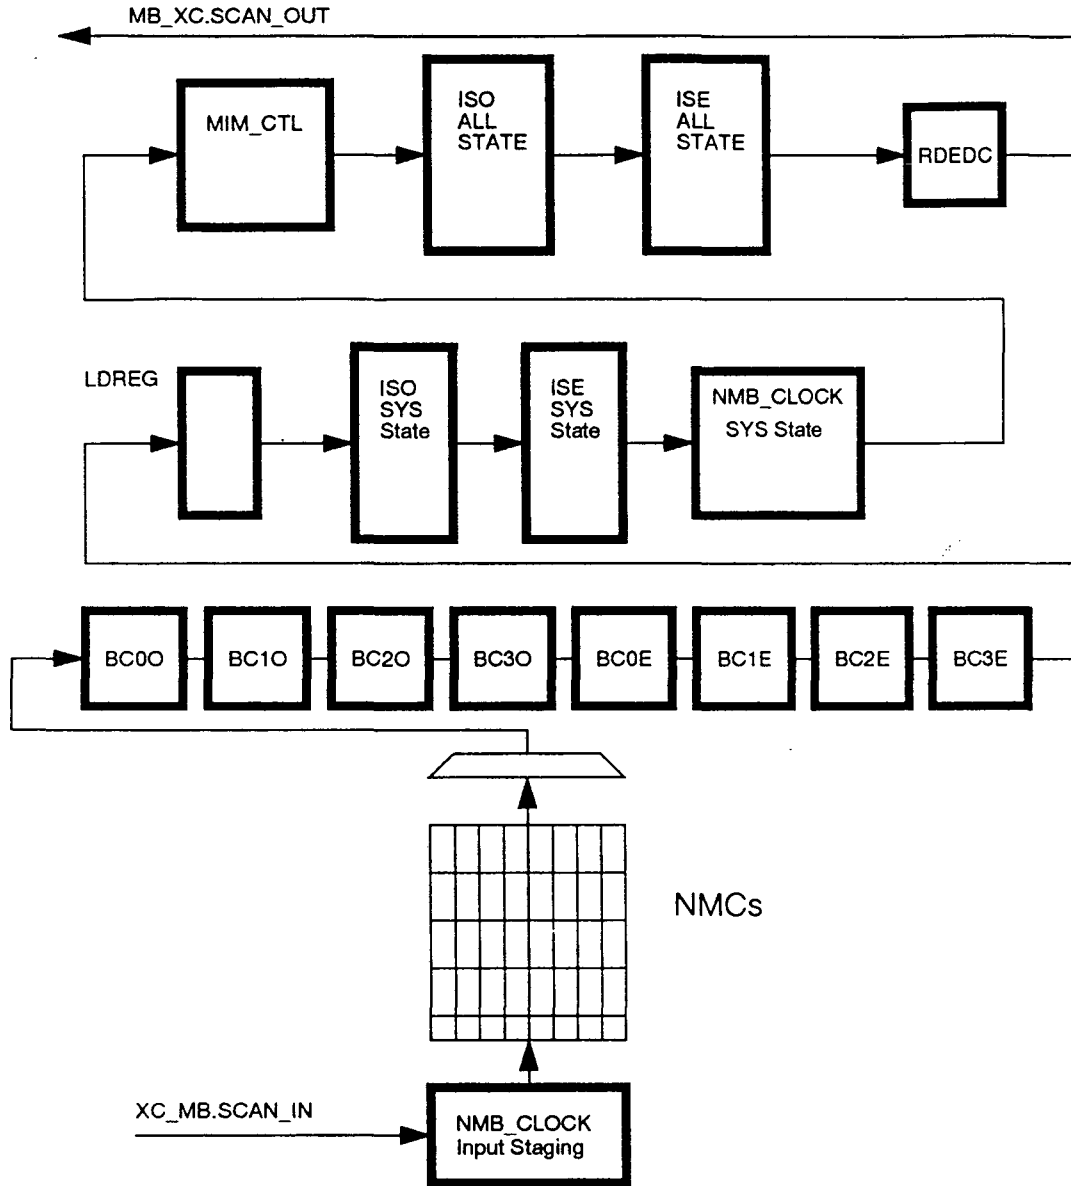 MB_XC.SCAN_OUT
MIM_CTL
ISO
ALL
STATE
ISE
ALL
STATE
RDEDC
LDREG
ISO
SYS
State
ISE
SYS
State
NMB_CLOCK
SYS State
BC0O
BC1O
BC2O
BC3O
BC0E
BC1E
BC2E
BC3E
NMCs
XC_MB.SCAN_IN
NMB_CLOCK
Input Staging